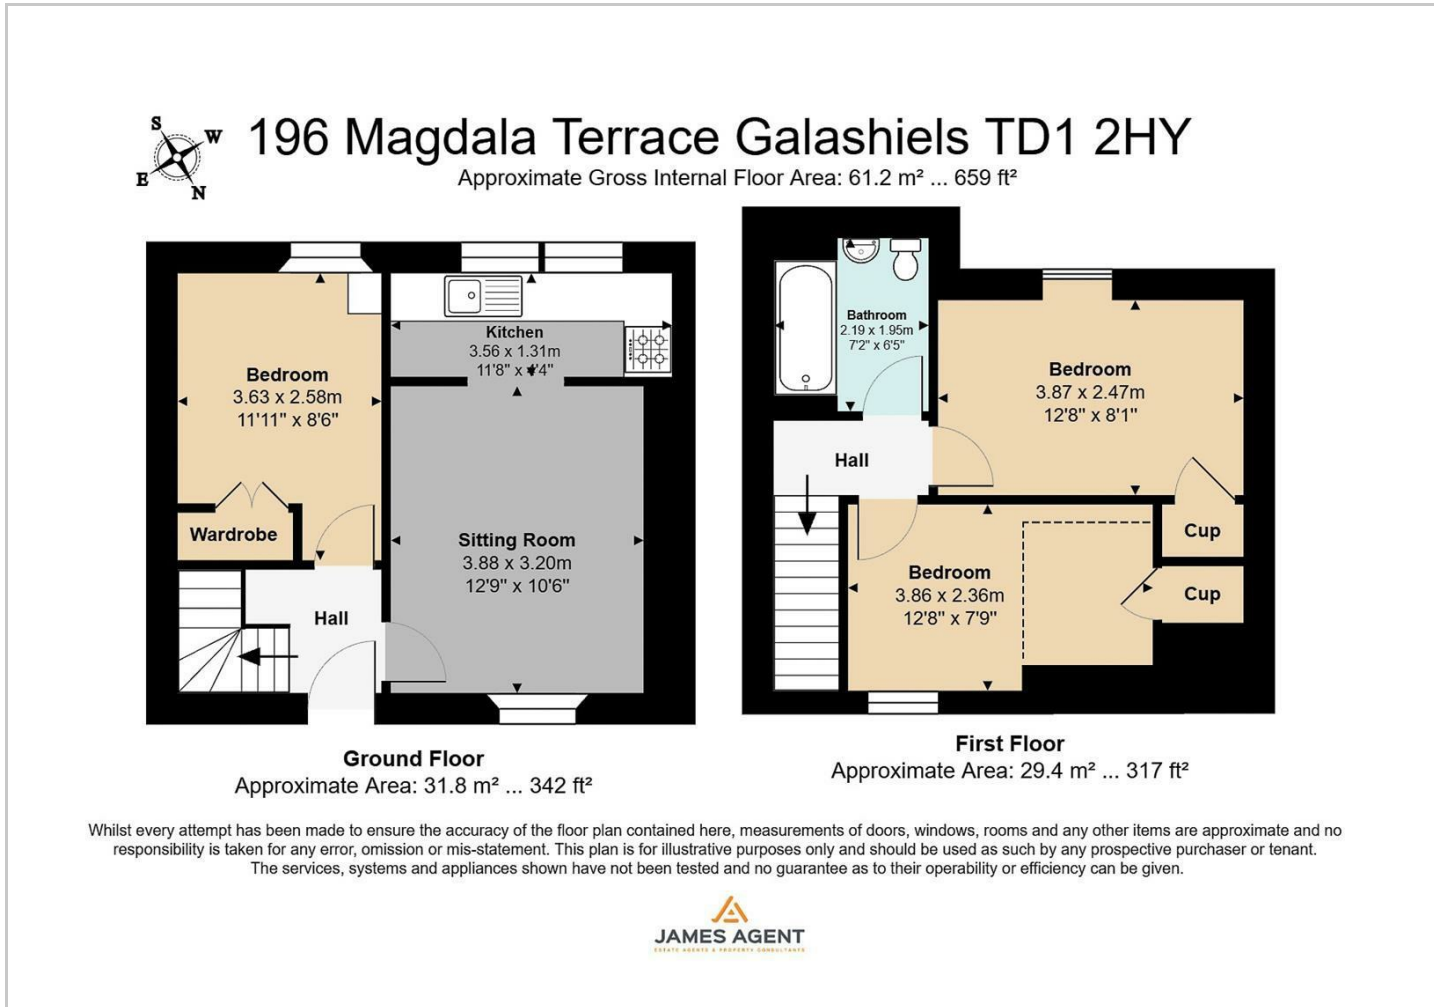 S
W
E
N
196 Magdala Terrace Galashiels TD1 2HY
Approximate Gross Internal Floor Area: 61.2 m² ... 659 ft²
Bedroom
3.63 x 2.58m
11'11" x 8'6"
Wardrobe
Kitchen
3.56 x 1.31m
11'8" x 4'4"
Sitting Room
3.88 x 3.20m
12'9" x 10'6"
Hall
Ground Floor
Approximate Area: 31.8 m² ... 342 ft²
Bathroom
2.19 x 1.95m
7'2" x 6'5"
Bedroom
3.87 x 2.47m
12'8" x 8'1"
Hall
Cup
Bedroom
3.86 x 2.36m
12'8" x 7'9"
Cup
First Floor
Approximate Area: 29.4 m² ... 317 ft²
Whilst every attempt has been made to ensure the accuracy of the floor plan contained here, measurements of doors, windows, rooms and any other items are approximate and no
responsibility is taken for any error, omission or mis-statement. This plan is for illustrative purposes only and should be used as such by any prospective purchaser or tenant.
The services, systems and appliances shown have not been tested and no guarantee as to their operability or efficiency can be given.
JAMES AGENT
ESTATE AGENTS & PROPERTY CONSULTANTS